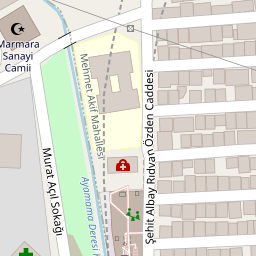 Marmara
Sanayi
Camii
Mehmet Akif Mahallesi
Şehit Albay Rıdvan Özden Caddesi
Murat Açıl Sokağı
Ayamama Deresi